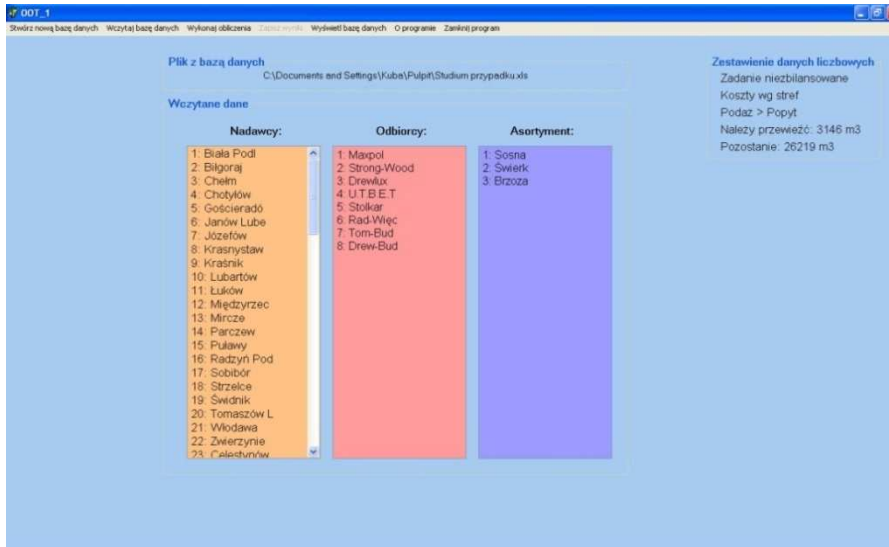 ODT_1
Stwórz nową bazę danych Wczytaj bazę danych Wykonaj obliczenia Zapisz wyniki Wyświetl bazę danych O programie Zamknij program
Plik z bazą danych
C:\Documents and Settings\Kuba\Pulpit\Studium przypadku.xls
Wczytane dane
Nadawcy:
1: Biała Podl
2: Biłgoraj
3: Chełm
4: Chotyłów
5: Gościeradó
6: Janów Lube
7: Józefów
8: Krasnystaw
9: Kraśnik
10: Lubartów
11: Łuków
12: Międzyrzec
13: Mircze
14: Parczew
15: Puławy
16: Radzyń Pod
17: Sobibór
18: Strzelce
19: Świdnik
20: Tomaszów L
21: Włodawa
22: Zwierzynie
23: Celestynów
Odbiorcy:
1: Maxpol
2: Strong-Wood
3: Drewlux
4: U.T.B.E.T
5: Stolkar
6: Rad-Więc
7: Tom-Bud
8: Drew-Bud
Asortyment:
1: Sosna
2: Świerk
3: Brzoza
Zestawienie danych liczbowych
Zadanie niezbilansowane
Koszty wg stref
Podaz > Popyt
Należy przewieźć: 3146 m3
Pozostanie: 26219 m3